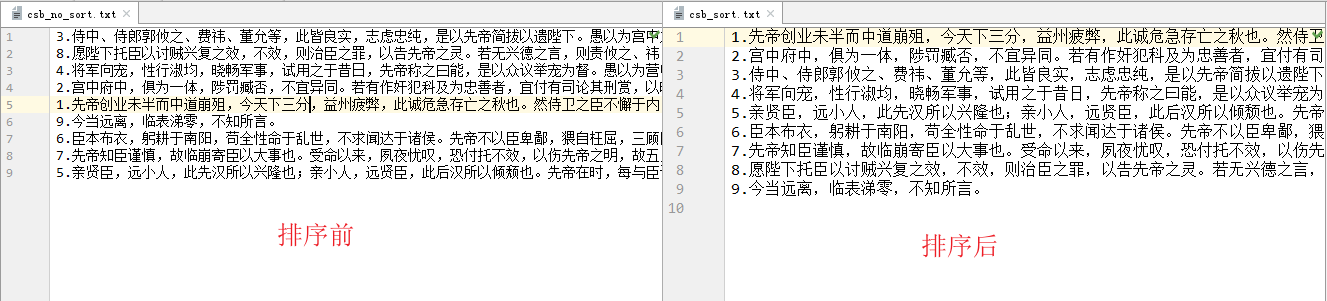 csb_no_sort.txt
1 3.侍中、侍郎郭攸之、费祎、董允等，此皆良实，志虑忠纯，是以先帝简拔以遗陛下。愚以为宫中
2 8.愿陛下托臣以讨贼兴复之效，不效，则治臣之罪，以告先帝之灵。若无兴德之言，则责攸之、祎
3 4.将军向宠，性行淑均，晓畅军事，试用之于昔日，先帝称之曰能，是以众议举宠为督。愚以为营
4 2.宫中府中，俱为一体，陟罚臧否，不宜异同。若有作奸犯科及为忠善者，宜付有司论其刑赏，以
5 1.先帝创业未半而中道崩殂，今天下三分，益州疲弊，此诚危急存亡之秋也。然侍卫之臣不懈于内
6 9.今当远离，临表涕零，不知所言。
7 6.臣本布衣，躬耕于南阳，苟全性命于乱世，不求闻达于诸侯。先帝不以臣卑鄙，猥自枉屈，三顾
8 7.先帝知臣谨慎，故临崩寄臣以大事也。受命以来，夙夜忧叹，恐付托不效，以伤先帝之明，故五
9 5.亲贤臣，远小人，此先汉所以兴隆也；亲小人，远贤臣，此后汉所以倾颓也。先帝在时，每与臣
排序前
csb_sort.txt
1 1.先帝创业未半而中道崩殂，今天下三分，益州疲弊，此诚危急存亡之秋也。然侍
2 2.宫中府中，俱为一体，陟罚臧否，不宜异同。若有作奸犯科及为忠善者，宜付有司
3 3.侍中、侍郎郭攸之、费祎、董允等，此皆良实，志虑忠纯，是以先帝简拔以遗陛下
4 4.将军向宠，性行淑均，晓畅军事，试用之于昔日，先帝称之曰能，是以众议举宠为
5 5.亲贤臣，远小人，此先汉所以兴隆也；亲小人，远贤臣，此后汉所以倾颓也。先帝
6 6.臣本布衣，躬耕于南阳，苟全性命于乱世，不求闻达于诸侯。先帝不以臣卑鄙，猥
7 7.先帝知臣谨慎，故临崩寄臣以大事也。受命以来，夙夜忧叹，恐付托不效，以伤先
8 8.愿陛下托臣以讨贼兴复之效，不效，则治臣之罪，以告先帝之灵。若无兴德之言，
9 9.今当远离，临表涕零，不知所言。
10
排序后